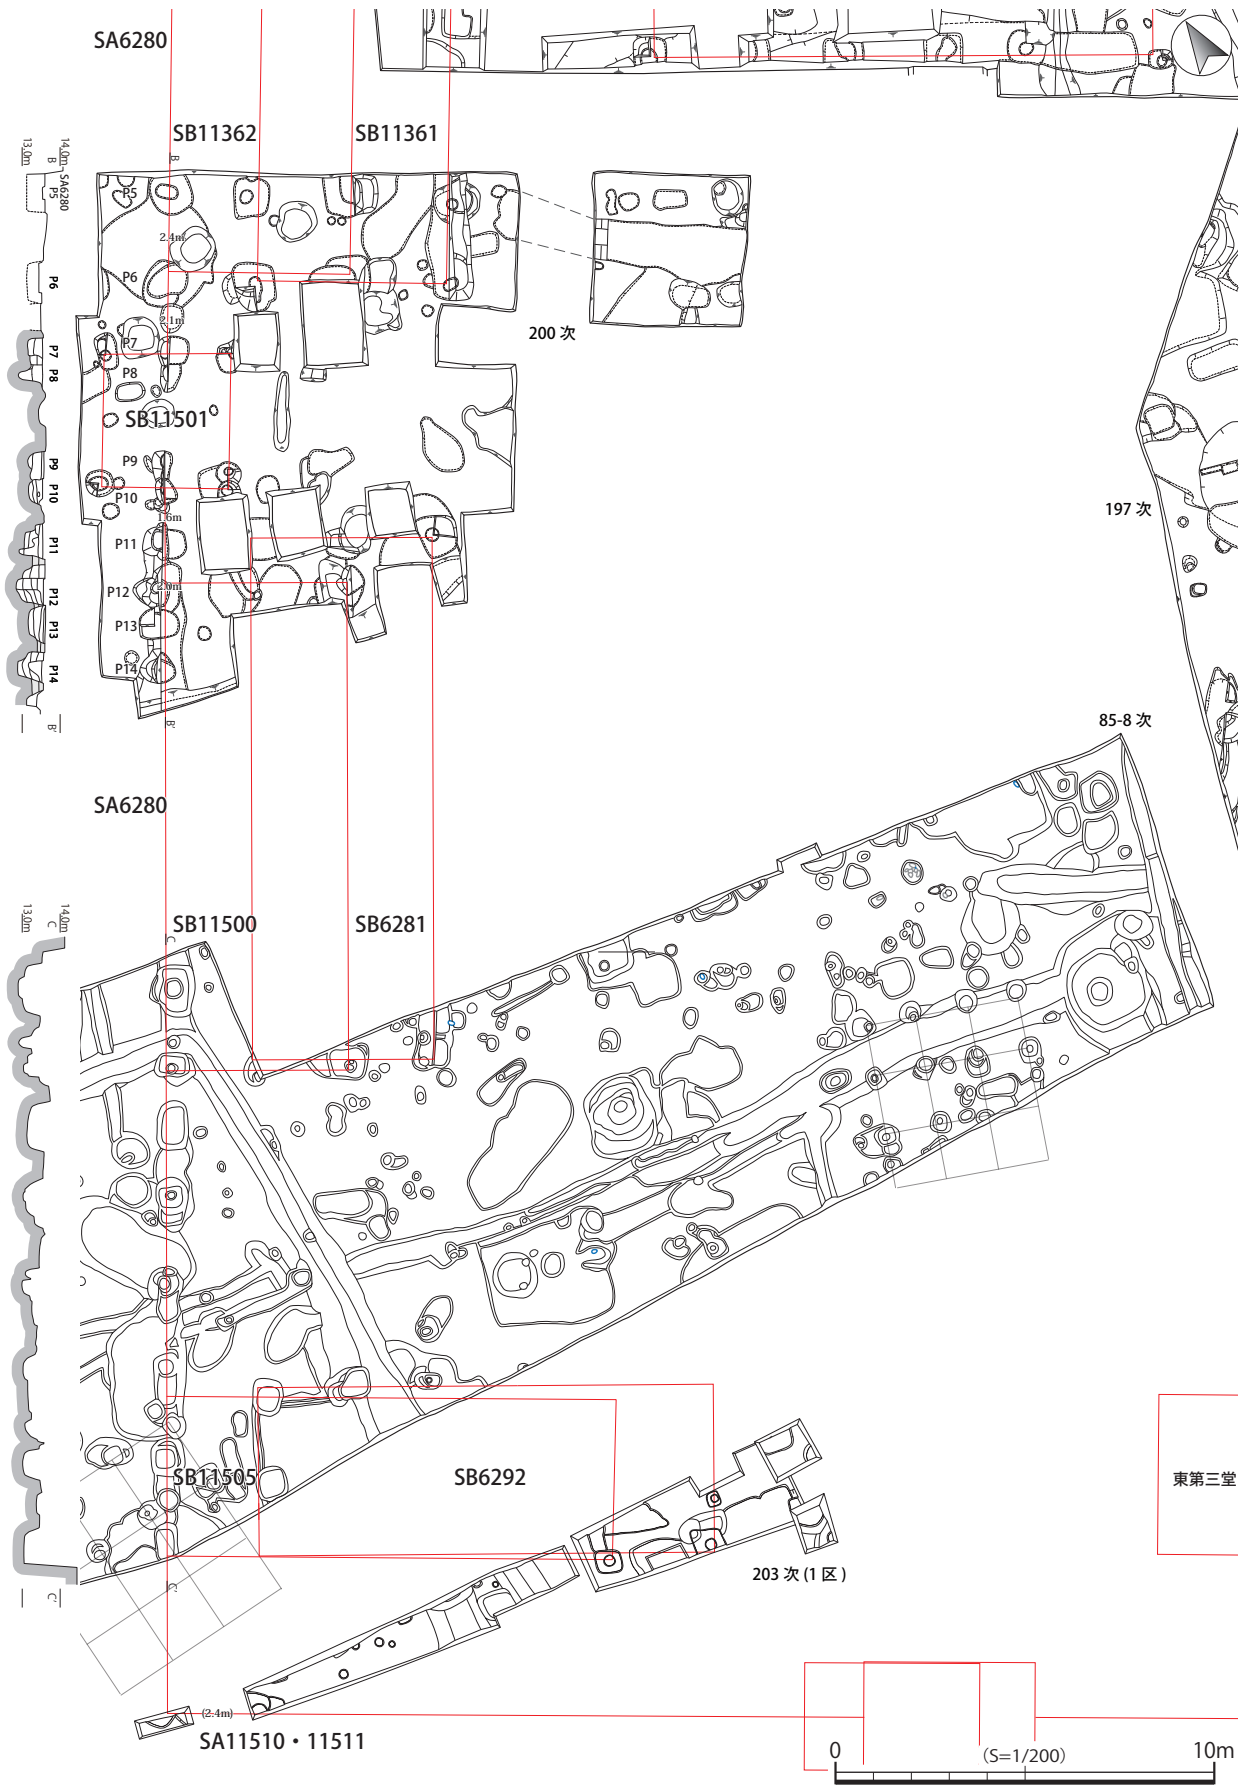 SA6280
SB11362
SB11361
13.0m
14.0m
B
SA6280
P5
P6
P7
P8
P9
P10
P11
P12
P13
P14
B'
B
P5
2.4m
P6
2.1m
P7
P8
SB11501
P9
P10
1.6m
P11
P12
2.0m
P13
P14
B'
200 次
197 次
85-8 次
SA6280
13.0m
14.0m
C
SB11500
SB6281
C
SB11505
SB6292
東第三堂
203 次 (1 区)
C'
C'
(2.4m)
SA11510・11511
0
(S=1/200)
10m